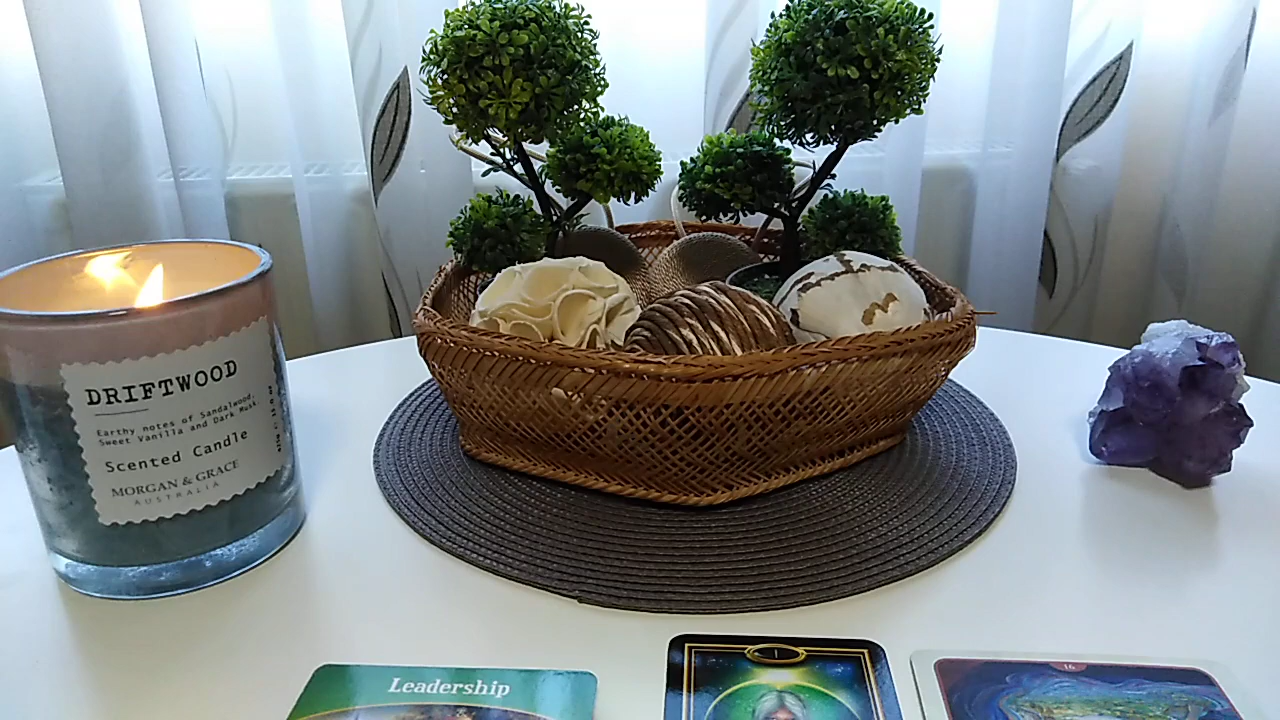 DRIFTWOOD
Earthy notes of Sandalwood,
Sweet Vanilla and Dark Musk
Scented Candle
MORGAN & GRACE
AUSTRALIA
Leadership
I
16